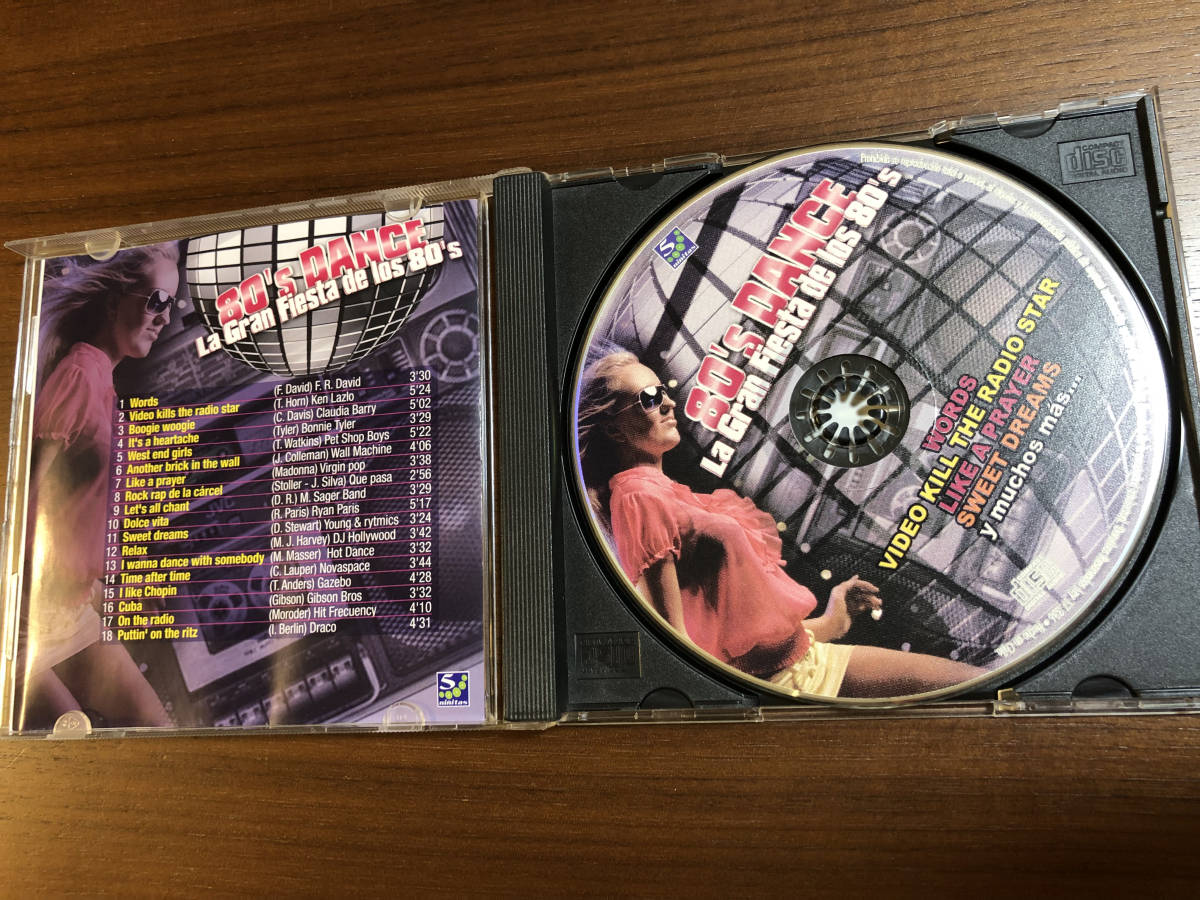 80's DANCE
La Gran Fiesta de los 80's
1 Words (F. David) F. R. David 3'30
2 Video kills the radio star (T. Horn) Ken Lazlo 5'24
3 Boogie woogie (C. Davis) Claudia Barry 5'02
4 It's a heartache (Tyler) Bonnie Tyler 3'29
5 West end girls (T. Watkins) Pet Shop Boys 5'22
6 Another brick in the wall (J. Colleman) Wall Machine 4'06
7 Like a prayer (Madonna) Virgin pop 3'38
8 Rock rap de la cárcel (Stoller - J. Silva) Que pasa 2'56
9 Let's all chant (D. R.) M. Sager Band 3'29
10 Dolce vita (R. Paris) Ryan Paris 5'17
11 Sweet dreams (D. Stewart) Young & rytmics 3'24
12 Relax (M. J. Harvey) DJ Hollywood 3'42
13 I wanna dance with somebody (M. Masser) Hot Dance 3'32
14 Time after time (C. Lauper) Novaspace 3'44
15 I like Chopin (T. Anders) Gazebo 4'28
16 Cuba (Gibson) Gibson Bros 3'32
17 On the radio (Moroder) Hit Frecuency 4'10
18 Puttin' on the ritz (I. Berlin) Draco 4'31
5
ninitas
5
ninitas
80's DANCE
La Gran Fiesta de los 80's
WORDS
VIDEO KILL THE RADIO STAR
LIKE A PRAYER
SWEET DREAMS
y muchos más...
COMPACT
disc
DIGITAL AUDIO